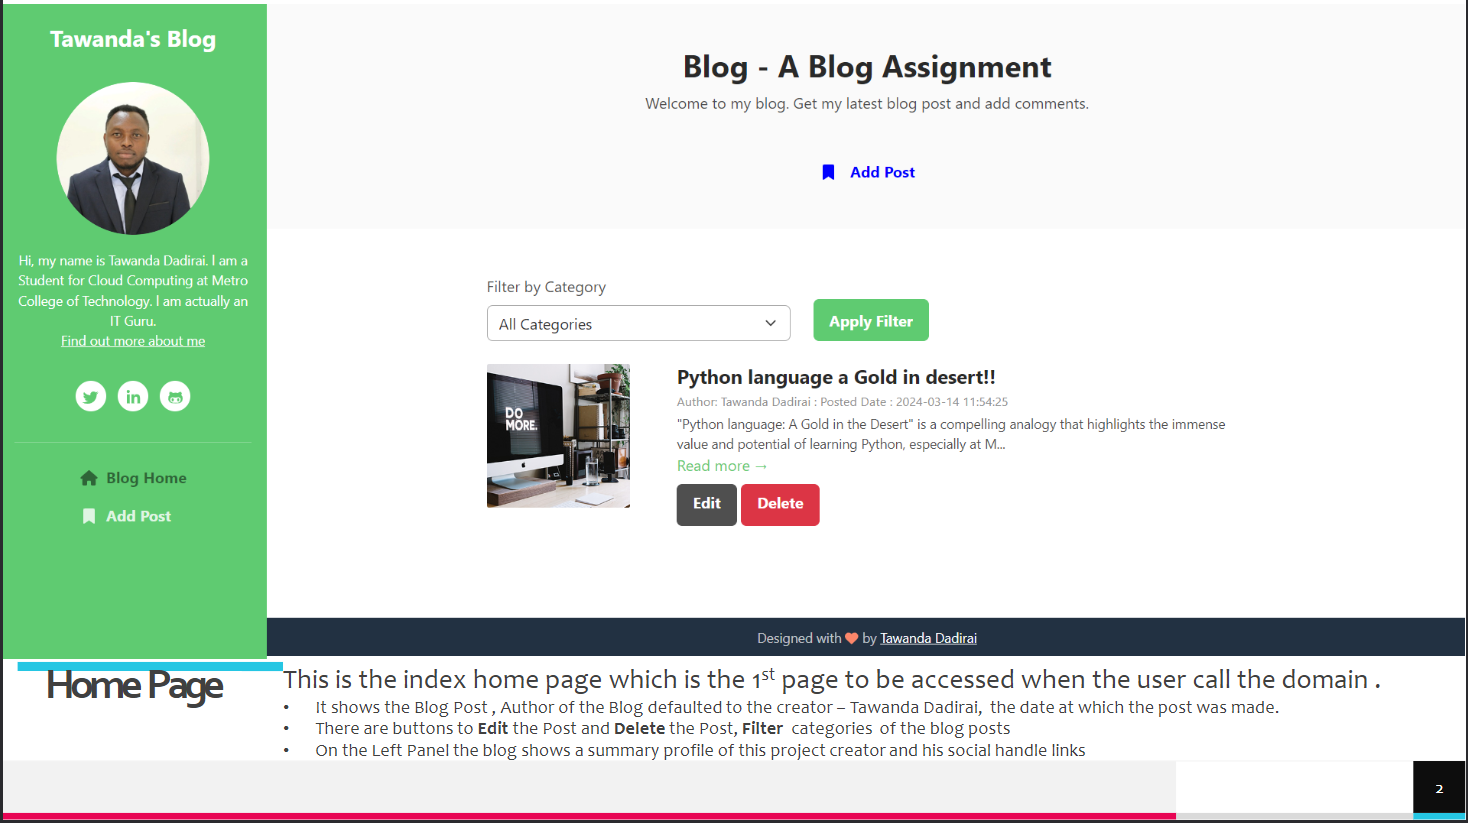 Tawanda's Blog
Hi, my name is Tawanda Dadirai. I am a
Student for Cloud Computing at Metro
College of Technology. I am actually an
IT Guru.
Find out more about me
in
Blog Home
Add Post
Blog - A Blog Assignment
Welcome to my blog. Get my latest blog post and add comments.
Add Post
Filter by Category
All Categories
Apply Filter
DO
MORE.
Python language a Gold in desert!!
Author: Tawanda Dadirai : Posted Date : 2024-03-14 11:54:25
"Python language: A Gold in the Desert" is a compelling analogy that highlights the immense
value and potential of learning Python, especially at M...
Read more →
Edit Delete
Designed with ❤ by Tawanda Dadirai
Home Page
This is the index home page which is the 1st page to be accessed when the user call the domain .
• It shows the Blog Post , Author of the Blog defaulted to the creator – Tawanda Dadirai, the date at which the post was made.
• There are buttons to Edit the Post and Delete the Post, Filter categories of the blog posts
• On the Left Panel the blog shows a summary profile of this project creator and his social handle links
2